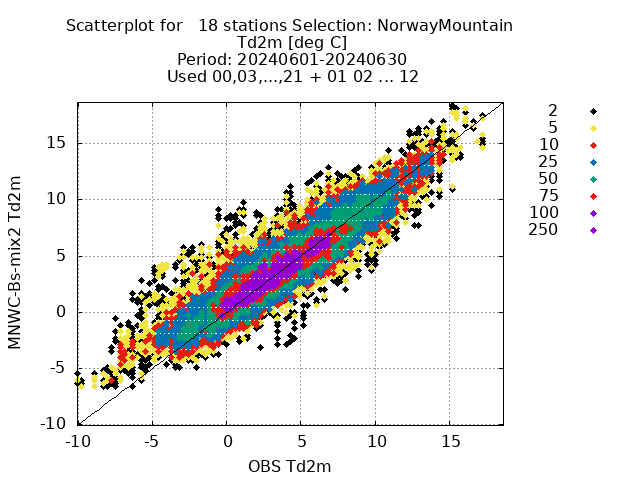 Scatterplot for   18 stations Selection: NorwayMountain
Td2m [deg C]
Period: 20240601-20240630
Used 00,03,...,21 + 01 02 ... 12
2
5
10
25
50
75
100
250
MNWC-Bs-mix2 Td2m
15
10
5
0
-5
-10
-10 -5 0 5 10 15
OBS Td2m